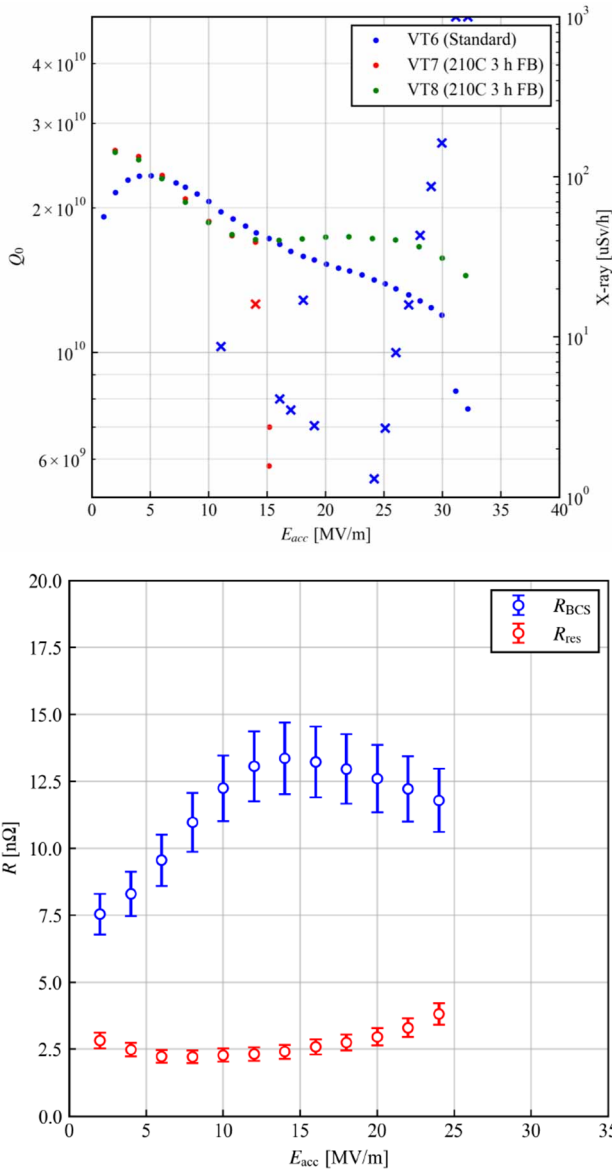 VT6 (Standard)
VT7 (210C 3 h FB)
VT8 (210C 3 h FB)
4 × 10¹⁰
3 × 10¹⁰
2 × 10¹⁰
10¹⁰
6 × 10⁹
Q₀
10³
10²
10¹
10⁰
X-ray [uSv/h]
0 5 10 15 20 25 30 35 40
E_acc [MV/m]
20.0
17.5
15.0
12.5
10.0
7.5
5.0
2.5
0.0
R [nΩ]
R_BCS
R_res
0 5 10 15 20 25 30 35
E_acc [MV/m]